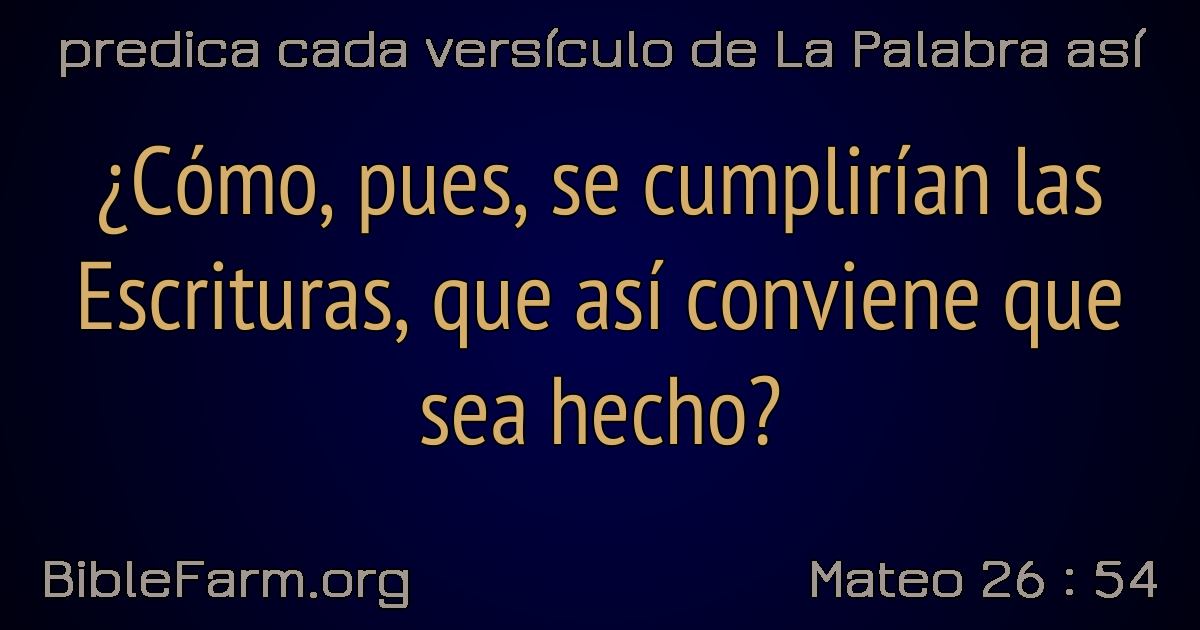 predica cada versículo de La Palabra así
¿Cómo, pues, se cumplirían las
Escrituras, que así conviene que
sea hecho?
BibleFarm.org
Mateo 26 : 54